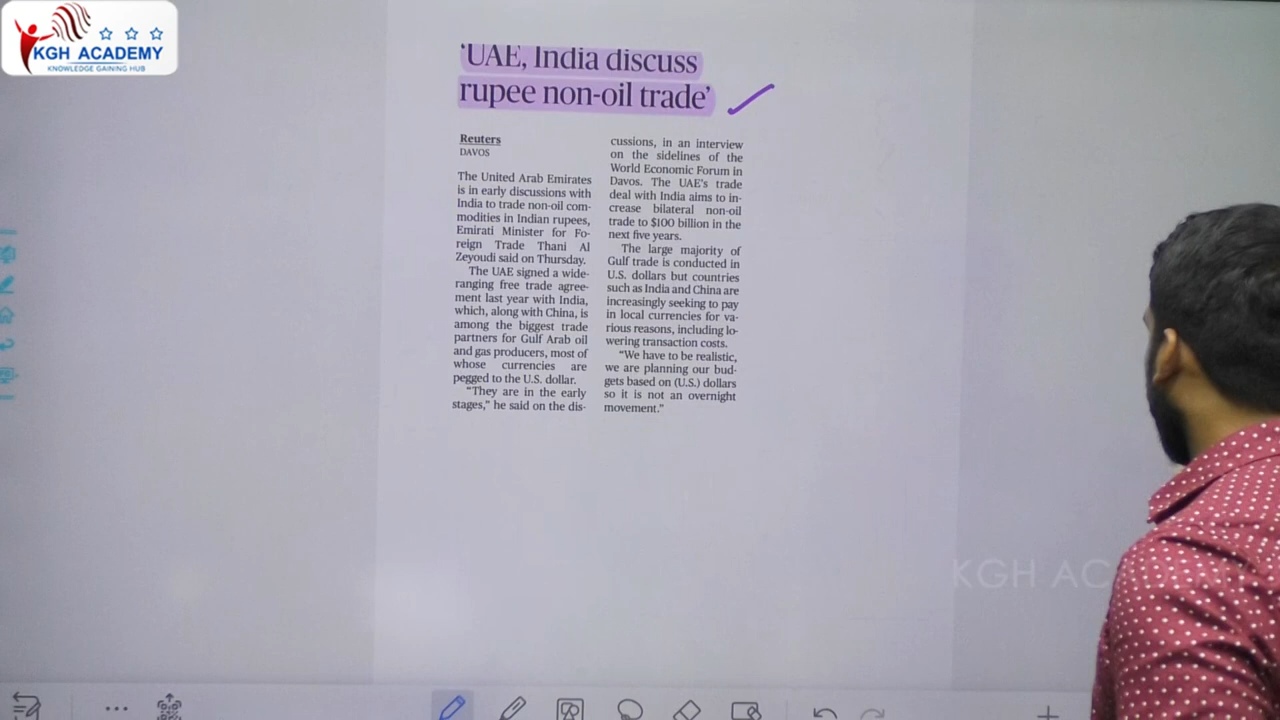 KGH ACADEMY
KNOWLEDGE GAINING HUB
‘UAE, India discuss
rupee non-oil trade’
Reuters
DAVOS
The United Arab Emirates
is in early discussions with
India to trade non-oil com-
modities in Indian rupees,
Emirati Minister for Fo-
reign Trade Thani Al
Zeyoudi said on Thursday.
The UAE signed a wide-
ranging free trade agree-
ment last year with India,
which, along with China, is
among the biggest trade
partners for Gulf Arab oil
and gas producers, most of
whose currencies are
pegged to the U.S. dollar.
“They are in the early
stages,” he said on the dis-
cussions, in an interview
on the sidelines of the
World Economic Forum in
Davos. The UAE’s trade
deal with India aims to in-
crease bilateral non-oil
trade to $100 billion in the
next five years.
The large majority of
Gulf trade is conducted in
U.S. dollars but countries
such as India and China are
increasingly seeking to pay
in local currencies for va-
rious reasons, including lo-
wering transaction costs.
“We have to be realistic,
we are planning our bud-
gets based on (U.S.) dollars
so it is not an overnight
movement.”
KGH AC